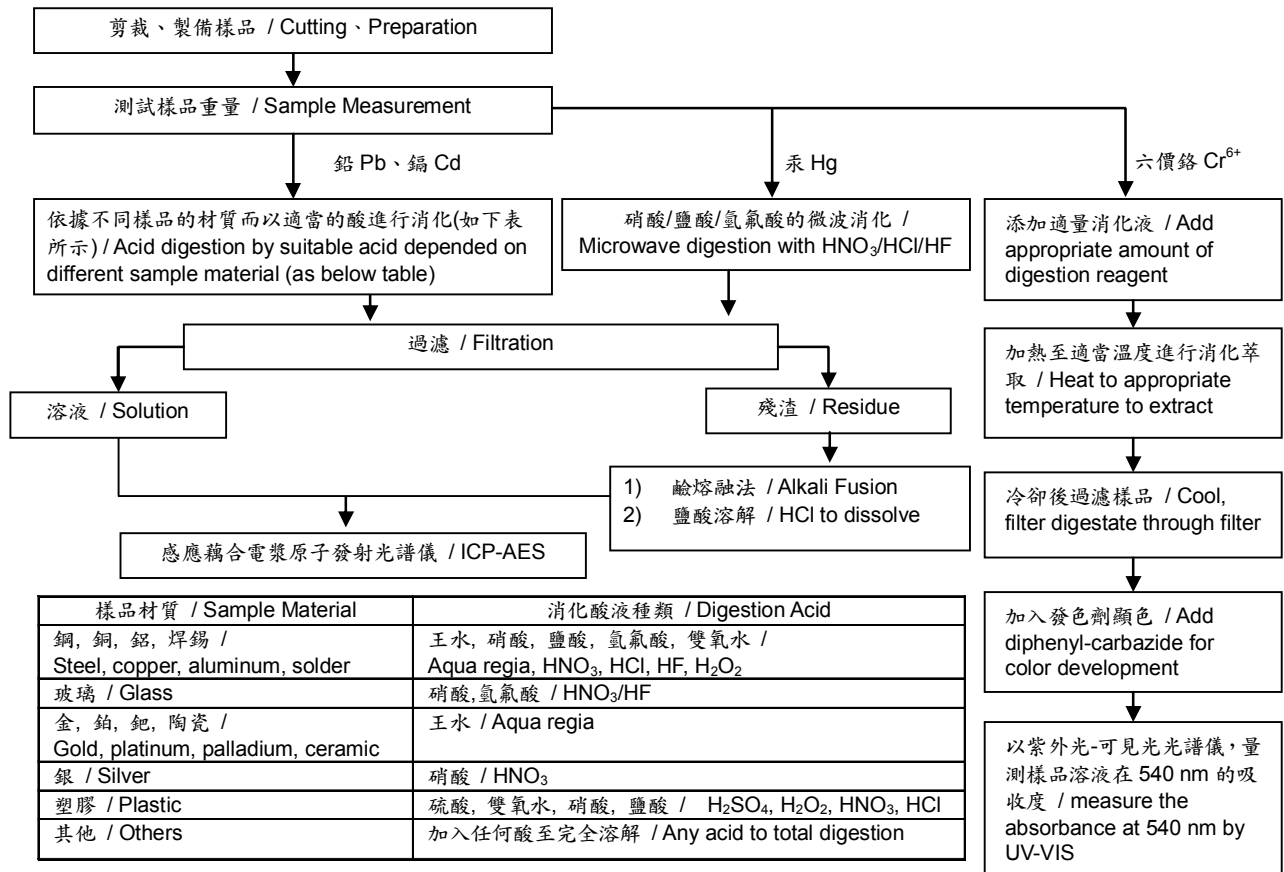 剪裁、製備樣品 / Cutting、Preparation
測試樣品重量 / Sample Measurement
鉛 Pb、鎘 Cd
汞 Hg
六價鉻 Cr⁶⁺
依據不同樣品的材質而以適當的酸進行消化(如下表
所示) / Acid digestion by suitable acid depended on
different sample material (as below table)
硝酸/鹽酸/氫氟酸的微波消化 /
Microwave digestion with HNO₃/HCl/HF
添加適量消化液 / Add
appropriate amount of
digestion reagent
過濾 / Filtration
加熱至適當溫度進行消化萃
取 / Heat to appropriate
temperature to extract
溶液 / Solution
殘渣 / Residue
1) 鹼熔融法 / Alkali Fusion
2) 鹽酸溶解 / HCl to dissolve
冷卻後過濾樣品 / Cool,
filter digestate through filter
感應藕合電漿原子發射光譜儀 / ICP-AES
加入發色劑顯色 / Add
diphenyl-carbazide for
color development
以紫外光-可見光光譜儀，量
測樣品溶液在 540 nm 的吸
收度 / measure the
absorbance at 540 nm by
UV-VIS
樣品材質 / Sample Material 消化酸液種類 / Digestion Acid
鋼, 銅, 鋁, 焊錫 / 王水, 硝酸, 鹽酸, 氫氟酸, 雙氧水 /
Steel, copper, aluminum, solder Aqua regia, HNO₃, HCl, HF, H₂O₂
玻璃 / Glass 硝酸,氫氟酸 / HNO₃/HF
金, 鉑, 鈀, 陶瓷 / 王水 / Aqua regia
Gold, platinum, palladium, ceramic
銀 / Silver 硝酸 / HNO₃
塑膠 / Plastic 硫酸, 雙氧水, 硝酸, 鹽酸 / H₂SO₄, H₂O₂, HNO₃, HCl
其他 / Others 加入任何酸至完全溶解 / Any acid to total digestion